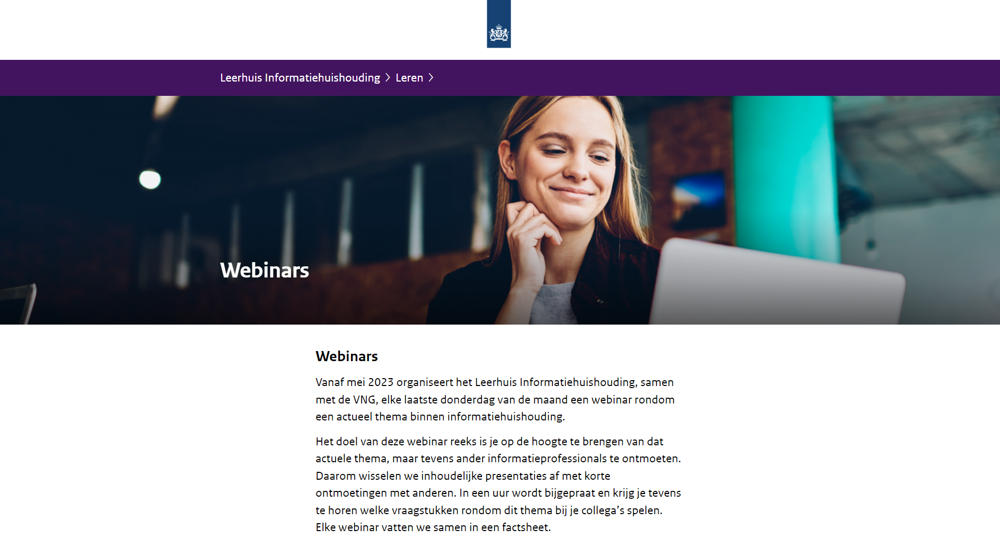 Leerhuis Informatiehuishouding > Leren >
Webinars
Webinars
Vanaf mei 2023 organiseert het Leerhuis Informatiehuishouding, samen
met de VNG, elke laatste donderdag van de maand een webinar rondom
een actueel thema binnen informatiehuishouding.
Het doel van deze webinar reeks is je op de hoogte te brengen van dat
actuele thema, maar tevens ander informatieprofessionals te ontmoeten.
Daarom wisselen we inhoudelijke presentaties af met korte
ontmoetingen met anderen. In een uur wordt bijgepraat en krijg je tevens
te horen welke vraagstukken rondom dit thema bij je collega’s spelen.
Elke webinar vatten we samen in een factsheet.